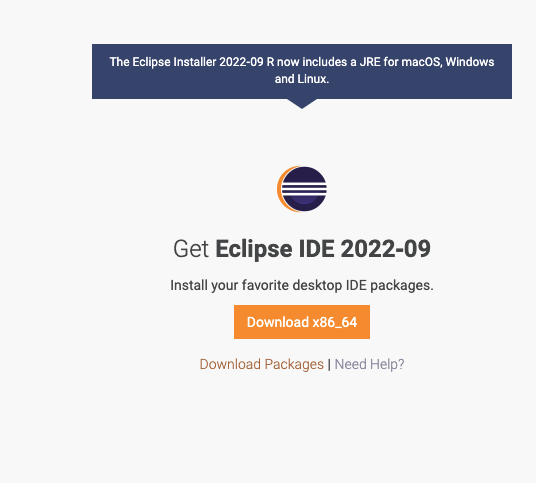 The Eclipse Installer 2022-09 R now includes a JRE for macOS, Windows
and Linux.
Get Eclipse IDE 2022-09
Install your favorite desktop IDE packages.
Download x86_64
Download Packages | Need Help?